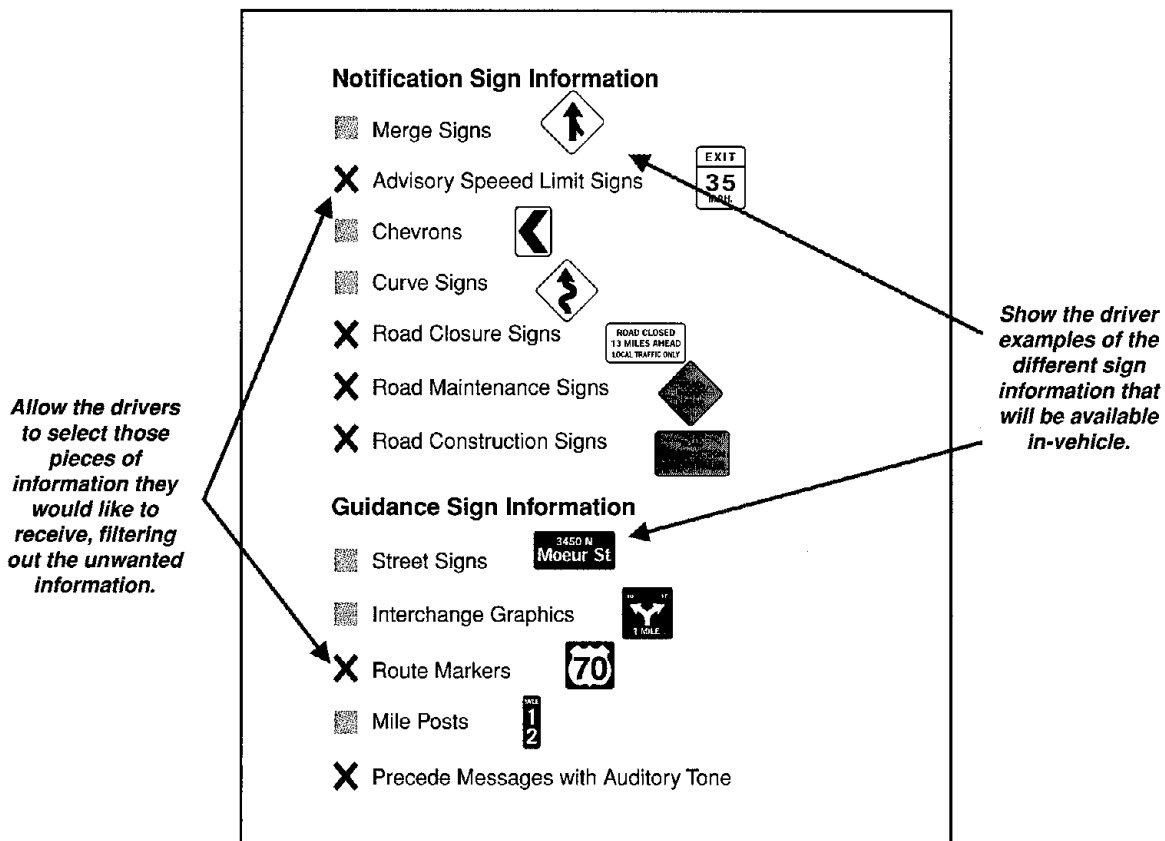 Notification Sign Information
Merge Signs
Advisory Speeed Limit Signs
EXIT
35
M.P.H.
Chevrons
Curve Signs
Road Closure Signs
ROAD CLOSED
13 MILES AHEAD
LOCAL TRAFFIC ONLY
Road Maintenance Signs
Road Construction Signs
Guidance Sign Information
Street Signs
3450 N
Moeur St
Interchange Graphics
1 MILE
Route Markers
70
Mile Posts
MILE
1
2
X Precede Messages with Auditory Tone
Allow the drivers
to select those
pieces of
information they
would like to
receive, filtering
out the unwanted
information.
Show the driver
examples of the
different sign
information that
will be available
in-vehicle.